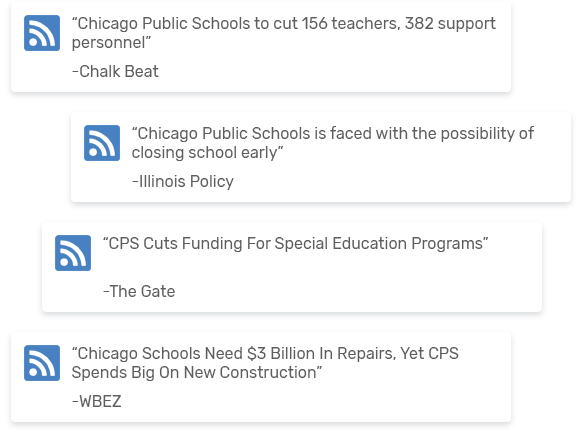 “Chicago Public Schools to cut 156 teachers, 382 support
personnel”
-Chalk Beat
“Chicago Public Schools is faced with the possibility of
closing school early”
-Illinois Policy
“CPS Cuts Funding For Special Education Programs”
-The Gate
“Chicago Schools Need $3 Billion In Repairs, Yet CPS
Spends Big On New Construction”
-WBEZ